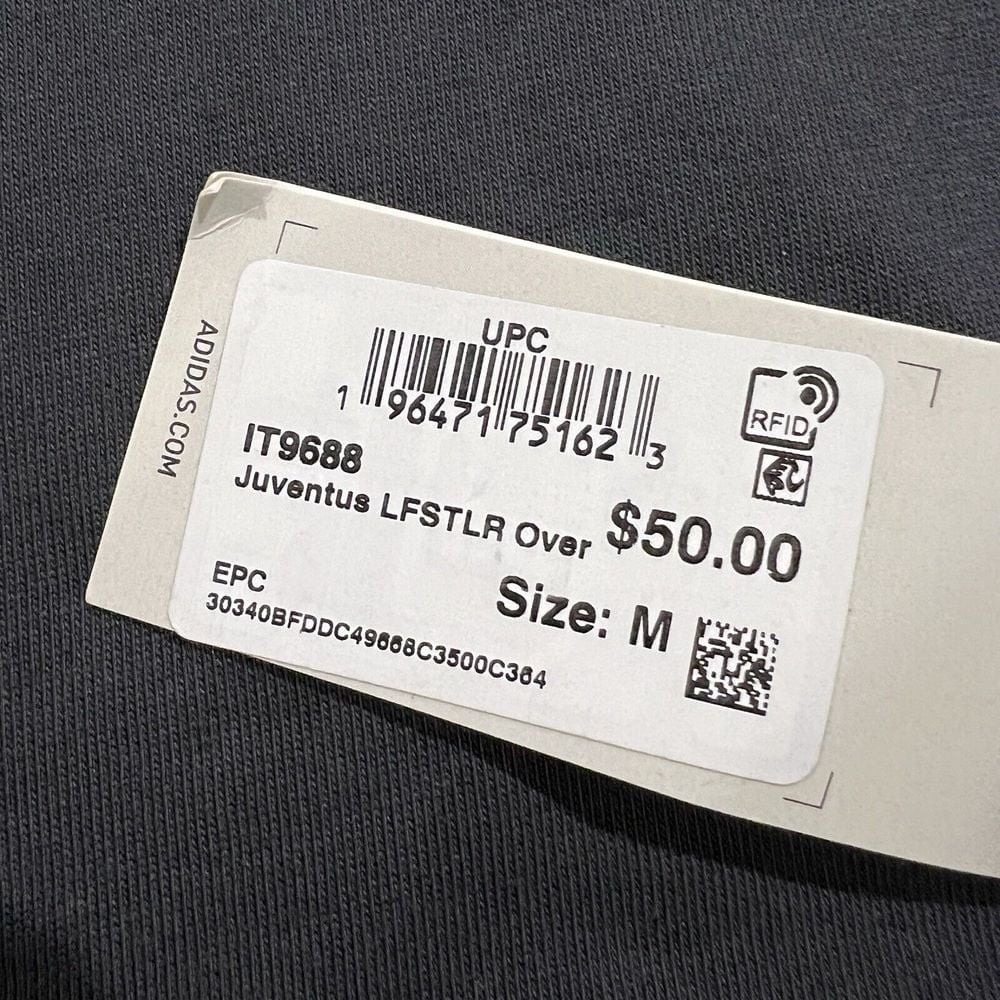 ADIDAS.COM
UPC
1 96471 75162 3
RFID
IT9688
Juventus LFSTLR Over
$50.00
Size: M
EPC
30340BFDDC49668C3500C364